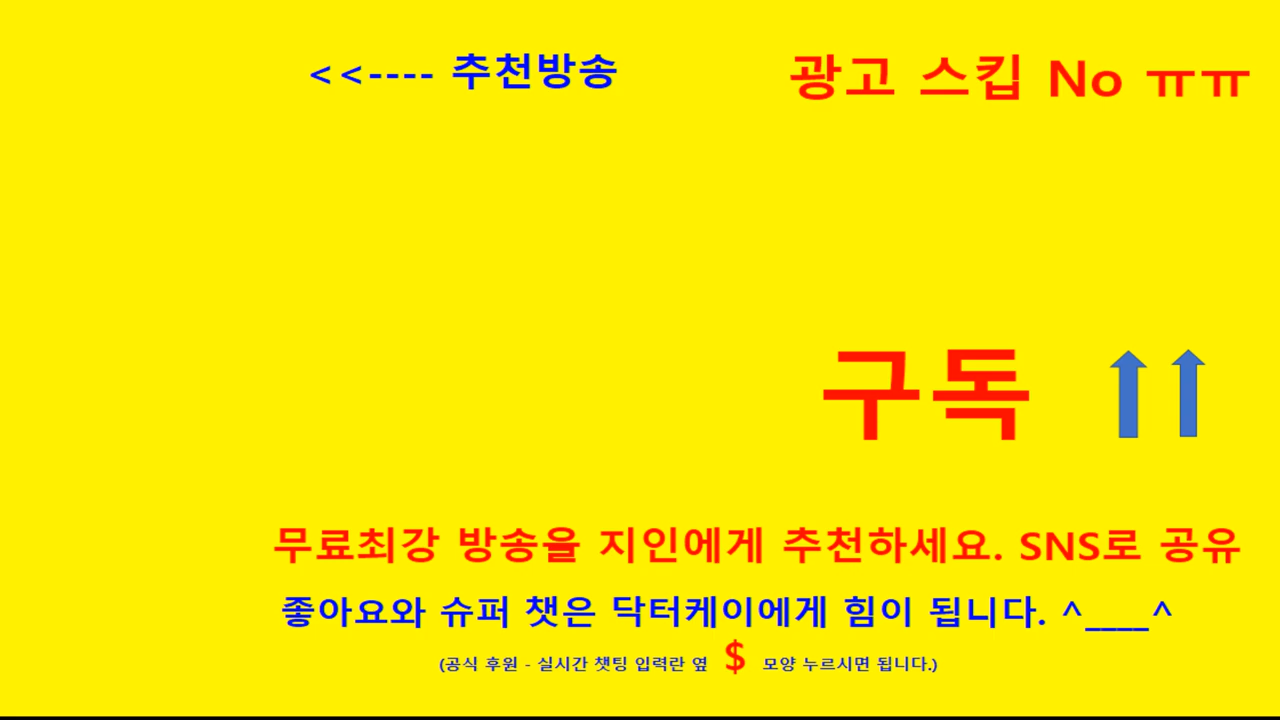 <<---- 추천방송
광고 스킵 No ㅠㅠ
구독
무료최강 방송을 지인에게 추천하세요. SNS로 공유
좋아요와 슈퍼 챗은 닥터케이에게 힘이 됩니다. ^____^
(공식 후원 - 실시간 챗팅 입력란 옆 $ 모양 누르시면 됩니다.)